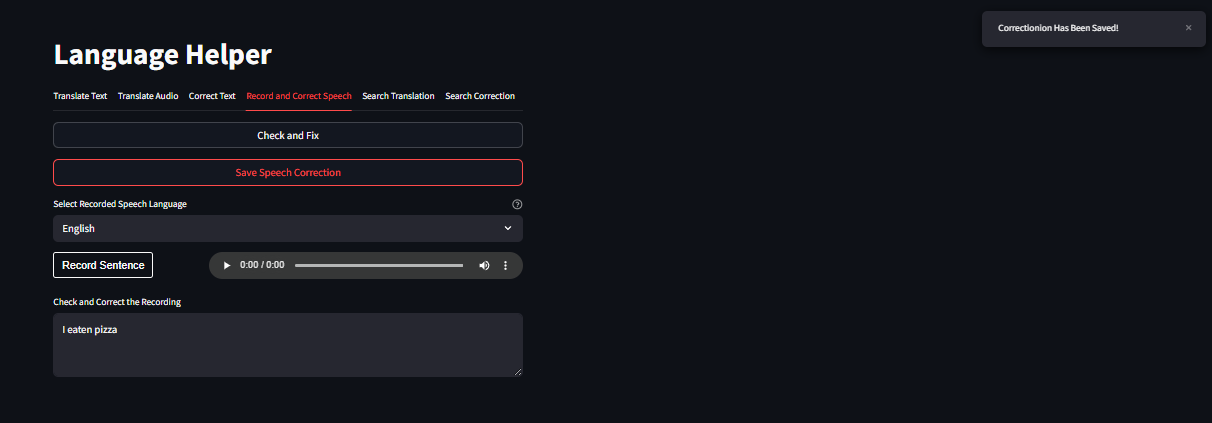 Correctionion Has Been Saved!
Language Helper
Translate Text Translate Audio Correct Text Record and Correct Speech Search Translation Search Correction
Check and Fix
Save Speech Correction
Select Recorded Speech Language
English
Record Sentence 0:00 / 0:00
Check and Correct the Recording
I eaten pizza